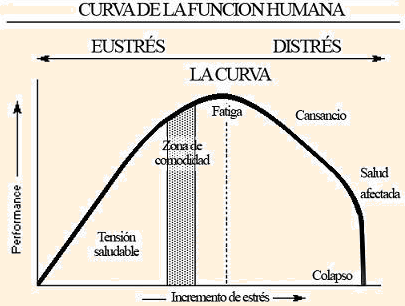 CURVA DE LA FUNCION HUMANA
EUSTRÉS
DISTRÉS
LA CURVA
Fatiga
Cansancio
Zona de
comodidad
Salud
afectada
Tensión
saludable
Colapso
Performance
Incremento de estrés